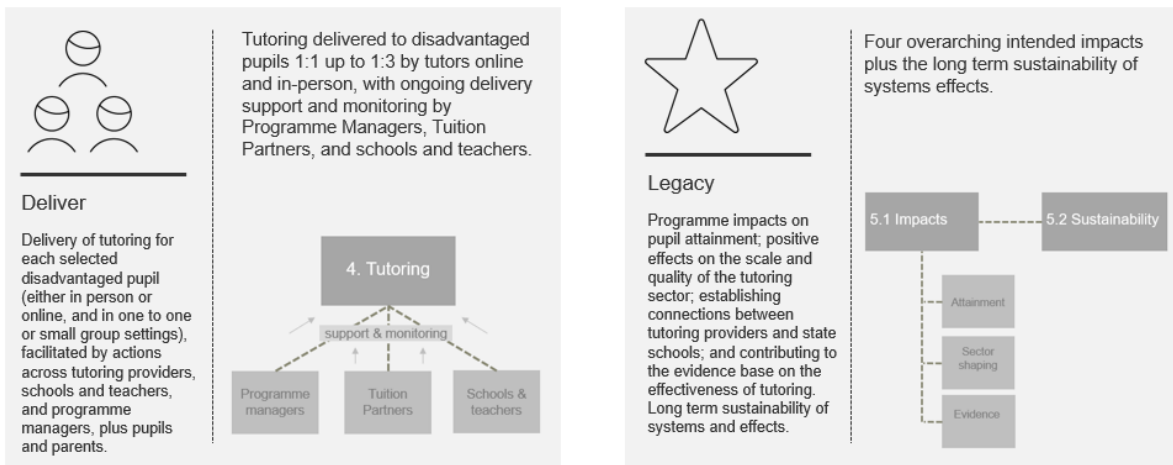 Tutoring delivered to disadvantaged
pupils 1:1 up to 1:3 by tutors online
and in-person, with ongoing delivery
support and monitoring by
Programme Managers, Tuition
Partners, and schools and teachers.
Deliver
Delivery of tutoring for
each selected
disadvantaged pupil
(either in person or
online, and in one to one
or small group settings),
facilitated by actions
across tutoring providers,
schools and teachers,
and programme
managers, plus pupils
and parents.
4. Tutoring
support & monitoring
Programme
managers
Tuition
Partners
Schools &
teachers
Four overarching intended impacts
plus the long term sustainability of
systems effects.
Legacy
Programme impacts on
pupil attainment; positive
effects on the scale and
quality of the tutoring
sector; establishing
connections between
tutoring providers and state
schools; and contributing to
the evidence base on the
effectiveness of tutoring.
Long term sustainability of
systems and effects.
5.1 Impacts
5.2 Sustainability
Attainment
Sector
shaping
Evidence